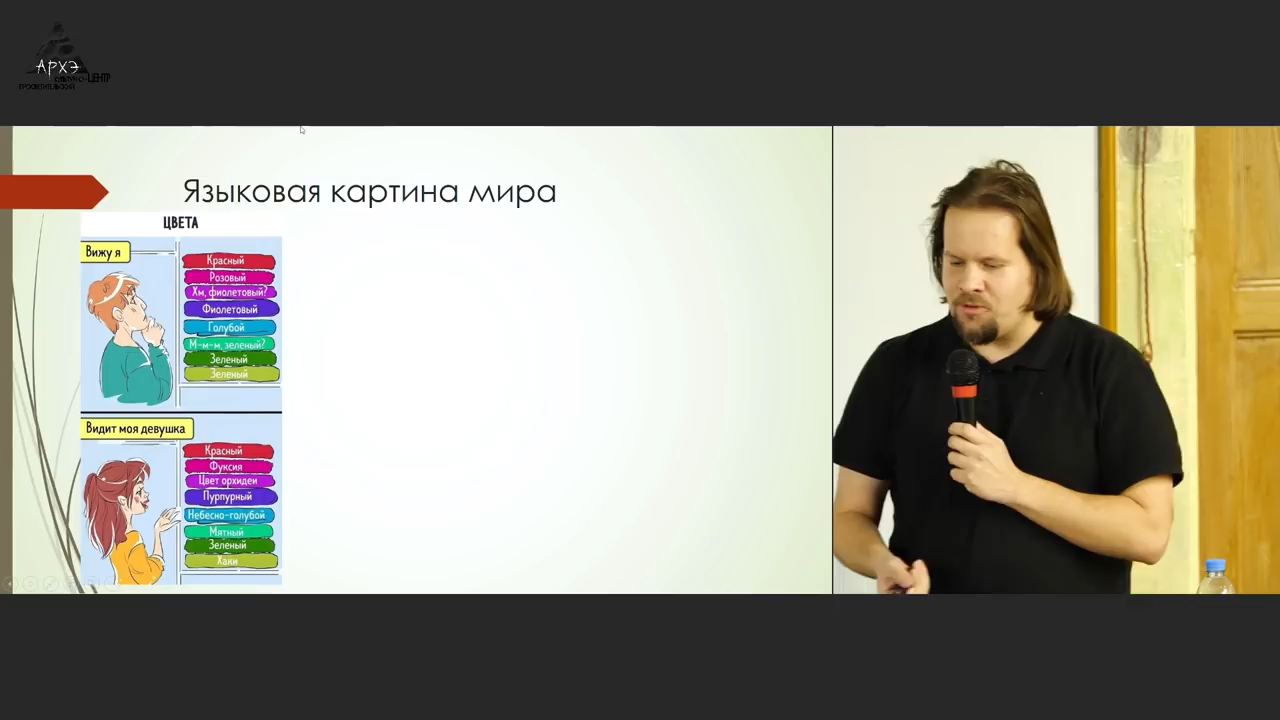 АРХЭ
ЦЕНТР
Языковая картина мира
ЦВЕТА
Вижу я
Красный
Розовый
Хм, фиолетовый?
Фиолетовый
Голубой
М-м-м, зеленый?
Зеленый
Зеленый
Видит моя девушка
Красный
Фуксия
Цвет орхидеи
Пурпурный
Небесно-голубой
Мятный
Зеленый
Хаки